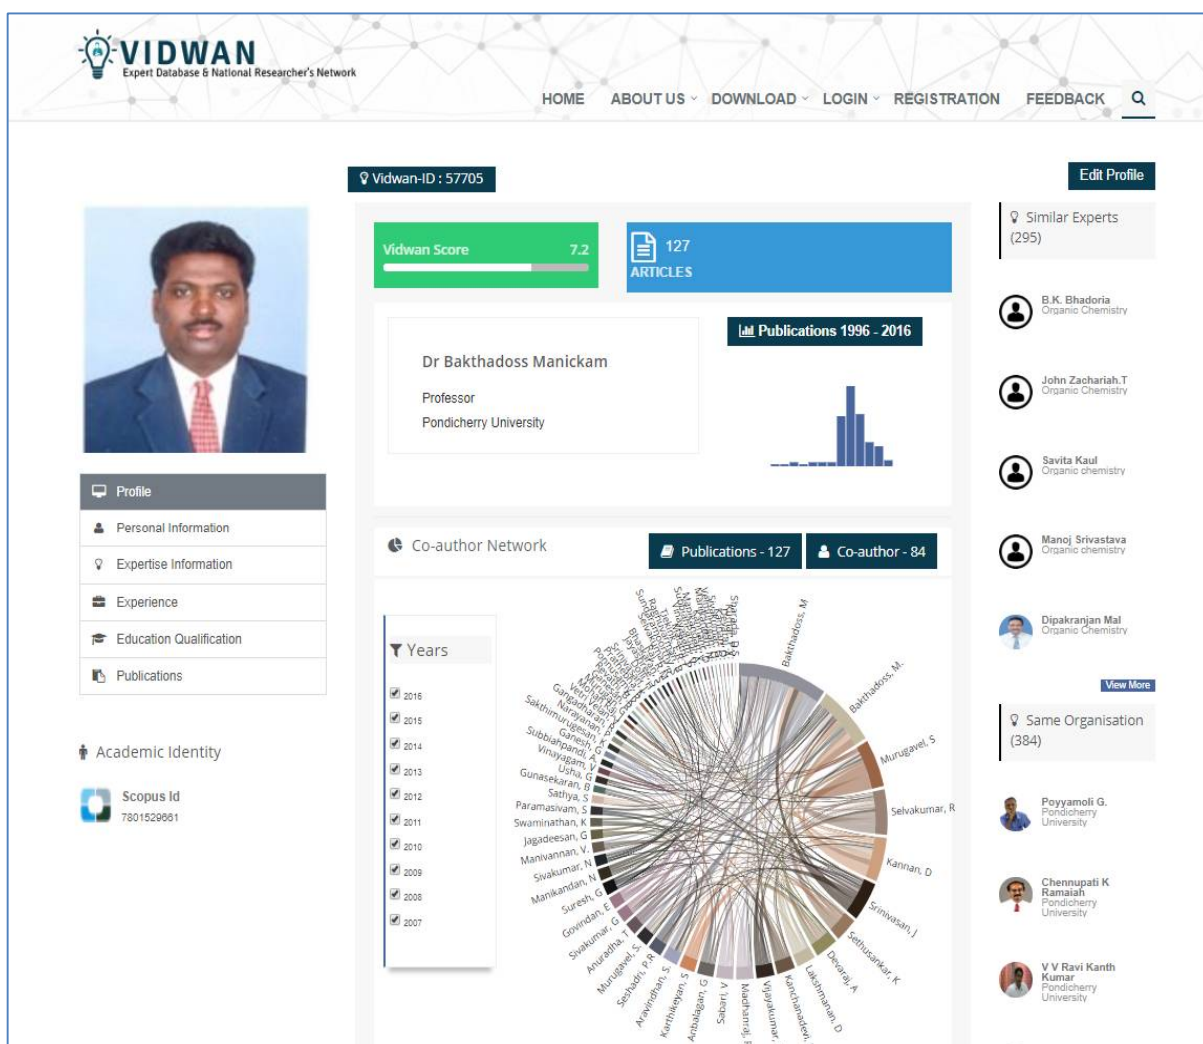 VIDWAN
Expert Database & National Researcher's Network
HOME ABOUT US DOWNLOAD LOGIN REGISTRATION FEEDBACK
Vidwan-ID : 57705
Edit Profile
Vidwan Score 7.2
127
ARTICLES
Publications 1996 - 2016
Dr Bakthadoss Manickam
Professor
Pondicherry University
Profile
Personal Information
Expertise Information
Experience
Education Qualification
Publications
Academic Identity
Scopus Id
7801529661
Co-author Network
Publications - 127
Co-author - 84
Years
2016
2015
2014
2013
2012
2011
2010
2009
2008
2007
Bakthadoss, M
Bakthadoss, M.
Murugavel, S
Selvakumar, R
Kannan, D
Srinivasan, J
Sethusankar, K
Devaraj, A
Lakshmanan, D
Kanchanadevi,
Vijayakumar,
Madhanraj,
Sabari, V
Anbalagan, G
Karthikeyan, S
Aravindhan, S.
Seshadri, P.R
Murugavel, S.
Anuradha, T
Sivakumar, G
Govindan, E
Suresh, G
Manikandan, N
Sivakumar, N
Manivannan, V.
Jagadeesan, G
Swaminathan, K
Paramasivam, S
Sathya, S
Gunasekaran, B
Usha, G
Vinayagam, V
Subbiahpandi, A
Ganesh, G
Sakthimurugesan, K
Narayanan,
Gangadharan,
Similar Experts
(295)
B.K. Bhadoria
Organic Chemistry
John Zachariah.T
Organic Chemistry
Savita Kaul
Organic chemistry
Manoj Srivastava
Organic chemistry
Dipakranjan Mal
Organic Chemistry
View More
Same Organisation
(384)
Poyyamoli G.
Pondicherry
University
Chennupati K
Ramaiah
Pondicherry
University
V V Ravi Kanth
Kumar
Pondicherry
University